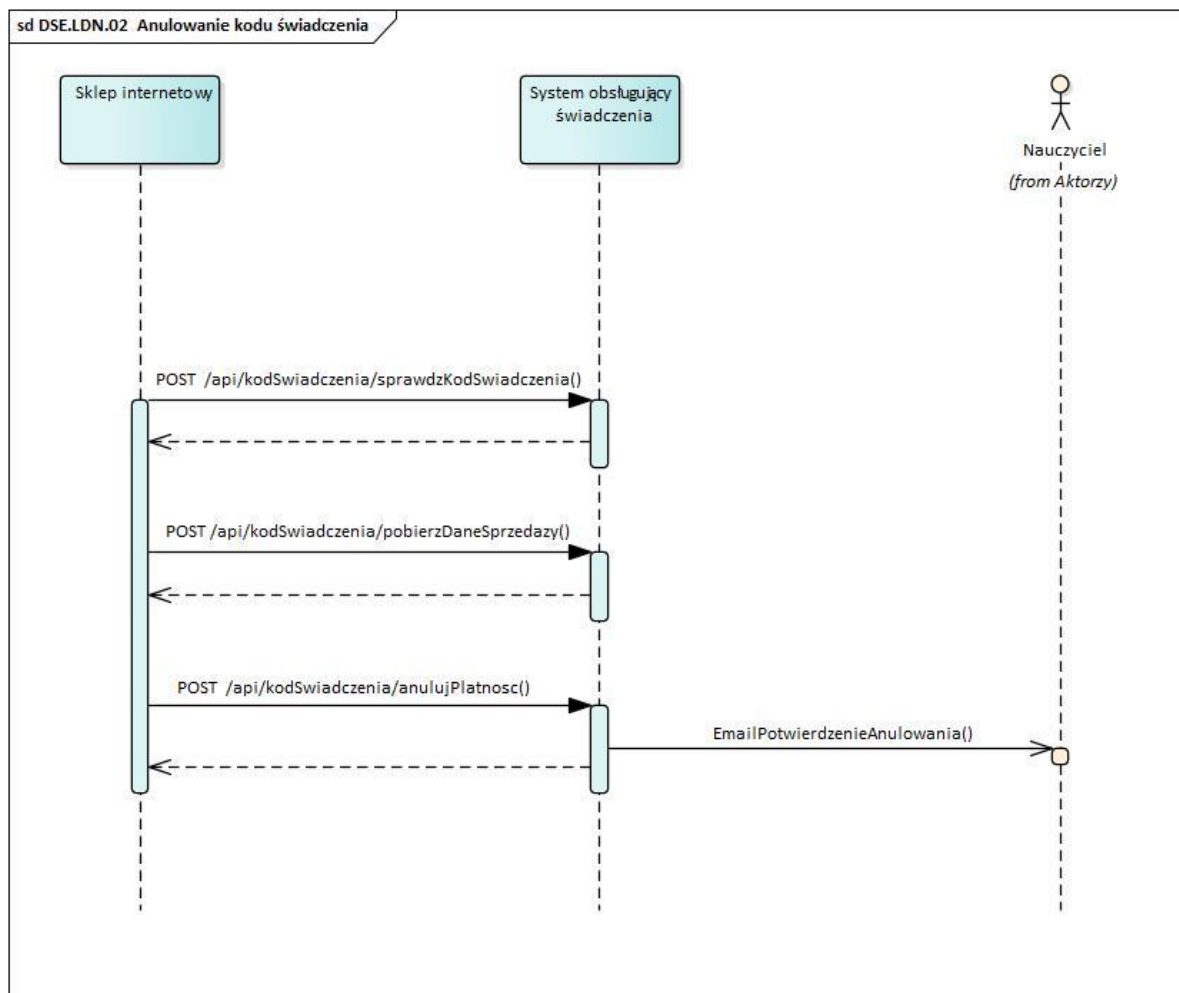 sd DSE.LDN.02 Anulowanie kodu świadczenia
Sklep internetowy
System obsługujący
świadczenia
Nauczyciel
(from Aktorzy)
POST /api/kodSwiadczenia/sprawdzKodSwiadczenia()
POST /api/kodSwiadczenia/pobierzDaneSprzedazy()
POST /api/kodSwiadczenia/anulujPlatnosc()
EmailPotwierdzenieAnulowania()